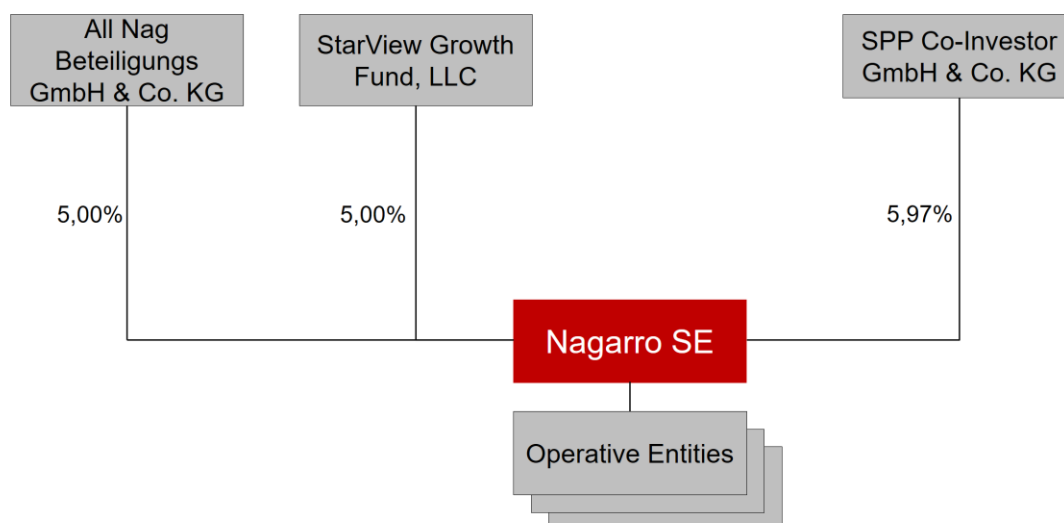 All Nag
Beteiligungs
GmbH & Co. KG
StarView Growth
Fund, LLC
SPP Co-Investor
GmbH & Co. KG
5,00%
5,00%
5,97%
Nagarro SE
Operative Entities